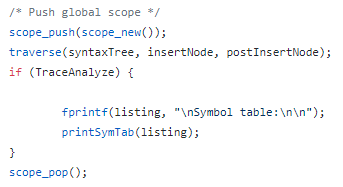 /* Push global scope */
scope_push(scope_new());
traverse(syntaxTree, insertNode, postInsertNode);
if (TraceAnalyze) {
fprintf(listing, "\nSymbol table:\n\n");
printSymTab(listing);
}
scope_pop();